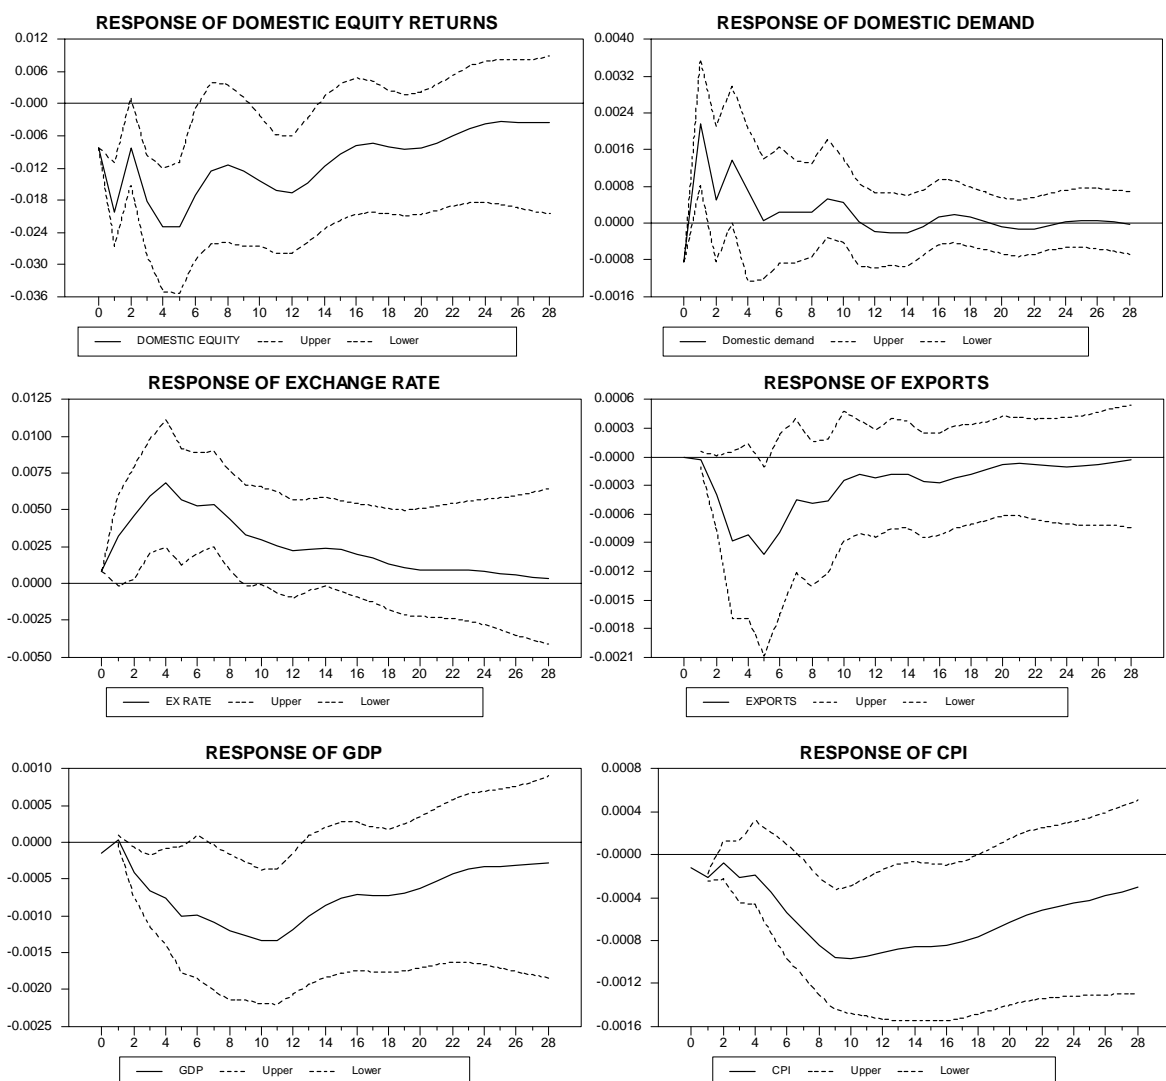 RESPONSE OF DOMESTIC EQUITY RETURNS
0.012
0.006
-0.000
-0.006
-0.012
-0.018
-0.024
-0.030
-0.036
0 2 4 6 8 10 12 14 16 18 20 22 24 26 28
DOMESTIC EQUITY Upper Lower
RESPONSE OF DOMESTIC DEMAND
0.0040
0.0032
0.0024
0.0016
0.0008
0.0000
-0.0008
-0.0016
0 2 4 6 8 10 12 14 16 18 20 22 24 26 28
Domestic demand Upper Lower
RESPONSE OF EXCHANGE RATE
0.0125
0.0100
0.0075
0.0050
0.0025
0.0000
-0.0025
-0.0050
0 2 4 6 8 10 12 14 16 18 20 22 24 26 28
EX RATE Upper Lower
RESPONSE OF EXPORTS
0.0006
0.0003
-0.0000
-0.0003
-0.0006
-0.0009
-0.0012
-0.0015
-0.0018
-0.0021
0 2 4 6 8 10 12 14 16 18 20 22 24 26 28
EXPORTS Upper Lower
RESPONSE OF GDP
0.0010
0.0005
0.0000
-0.0005
-0.0010
-0.0015
-0.0020
-0.0025
0 2 4 6 8 10 12 14 16 18 20 22 24 26 28
GDP Upper Lower
RESPONSE OF CPI
0.0008
0.0004
-0.0000
-0.0004
-0.0008
-0.0012
-0.0016
0 2 4 6 8 10 12 14 16 18 20 22 24 26 28
CPI Upper Lower